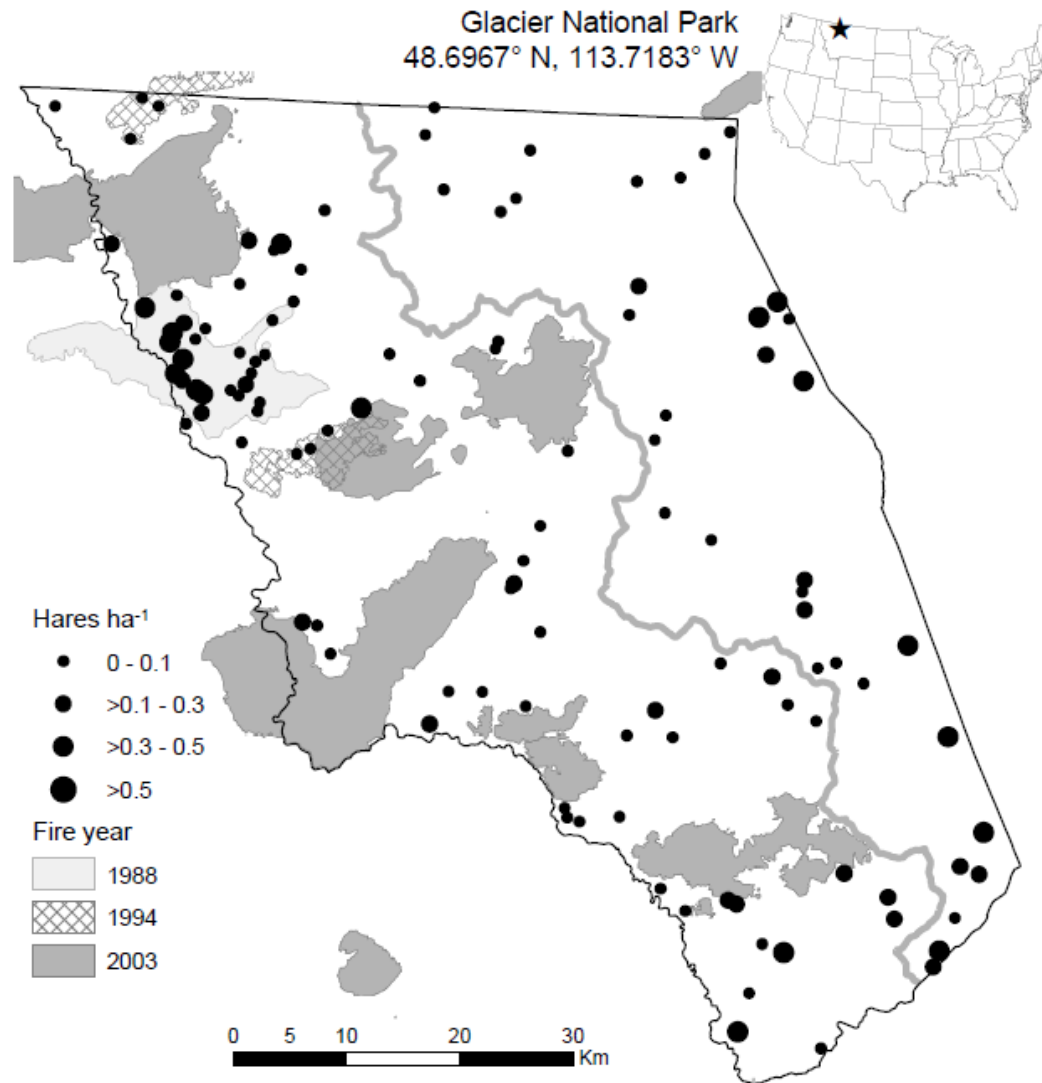 Glacier National Park
48.6967° N, 113.7183° W
Hares ha⁻¹
0 - 0.1
>0.1 - 0.3
>0.3 - 0.5
>0.5
Fire year
1988
1994
2003
0 5 10 20 30
Km